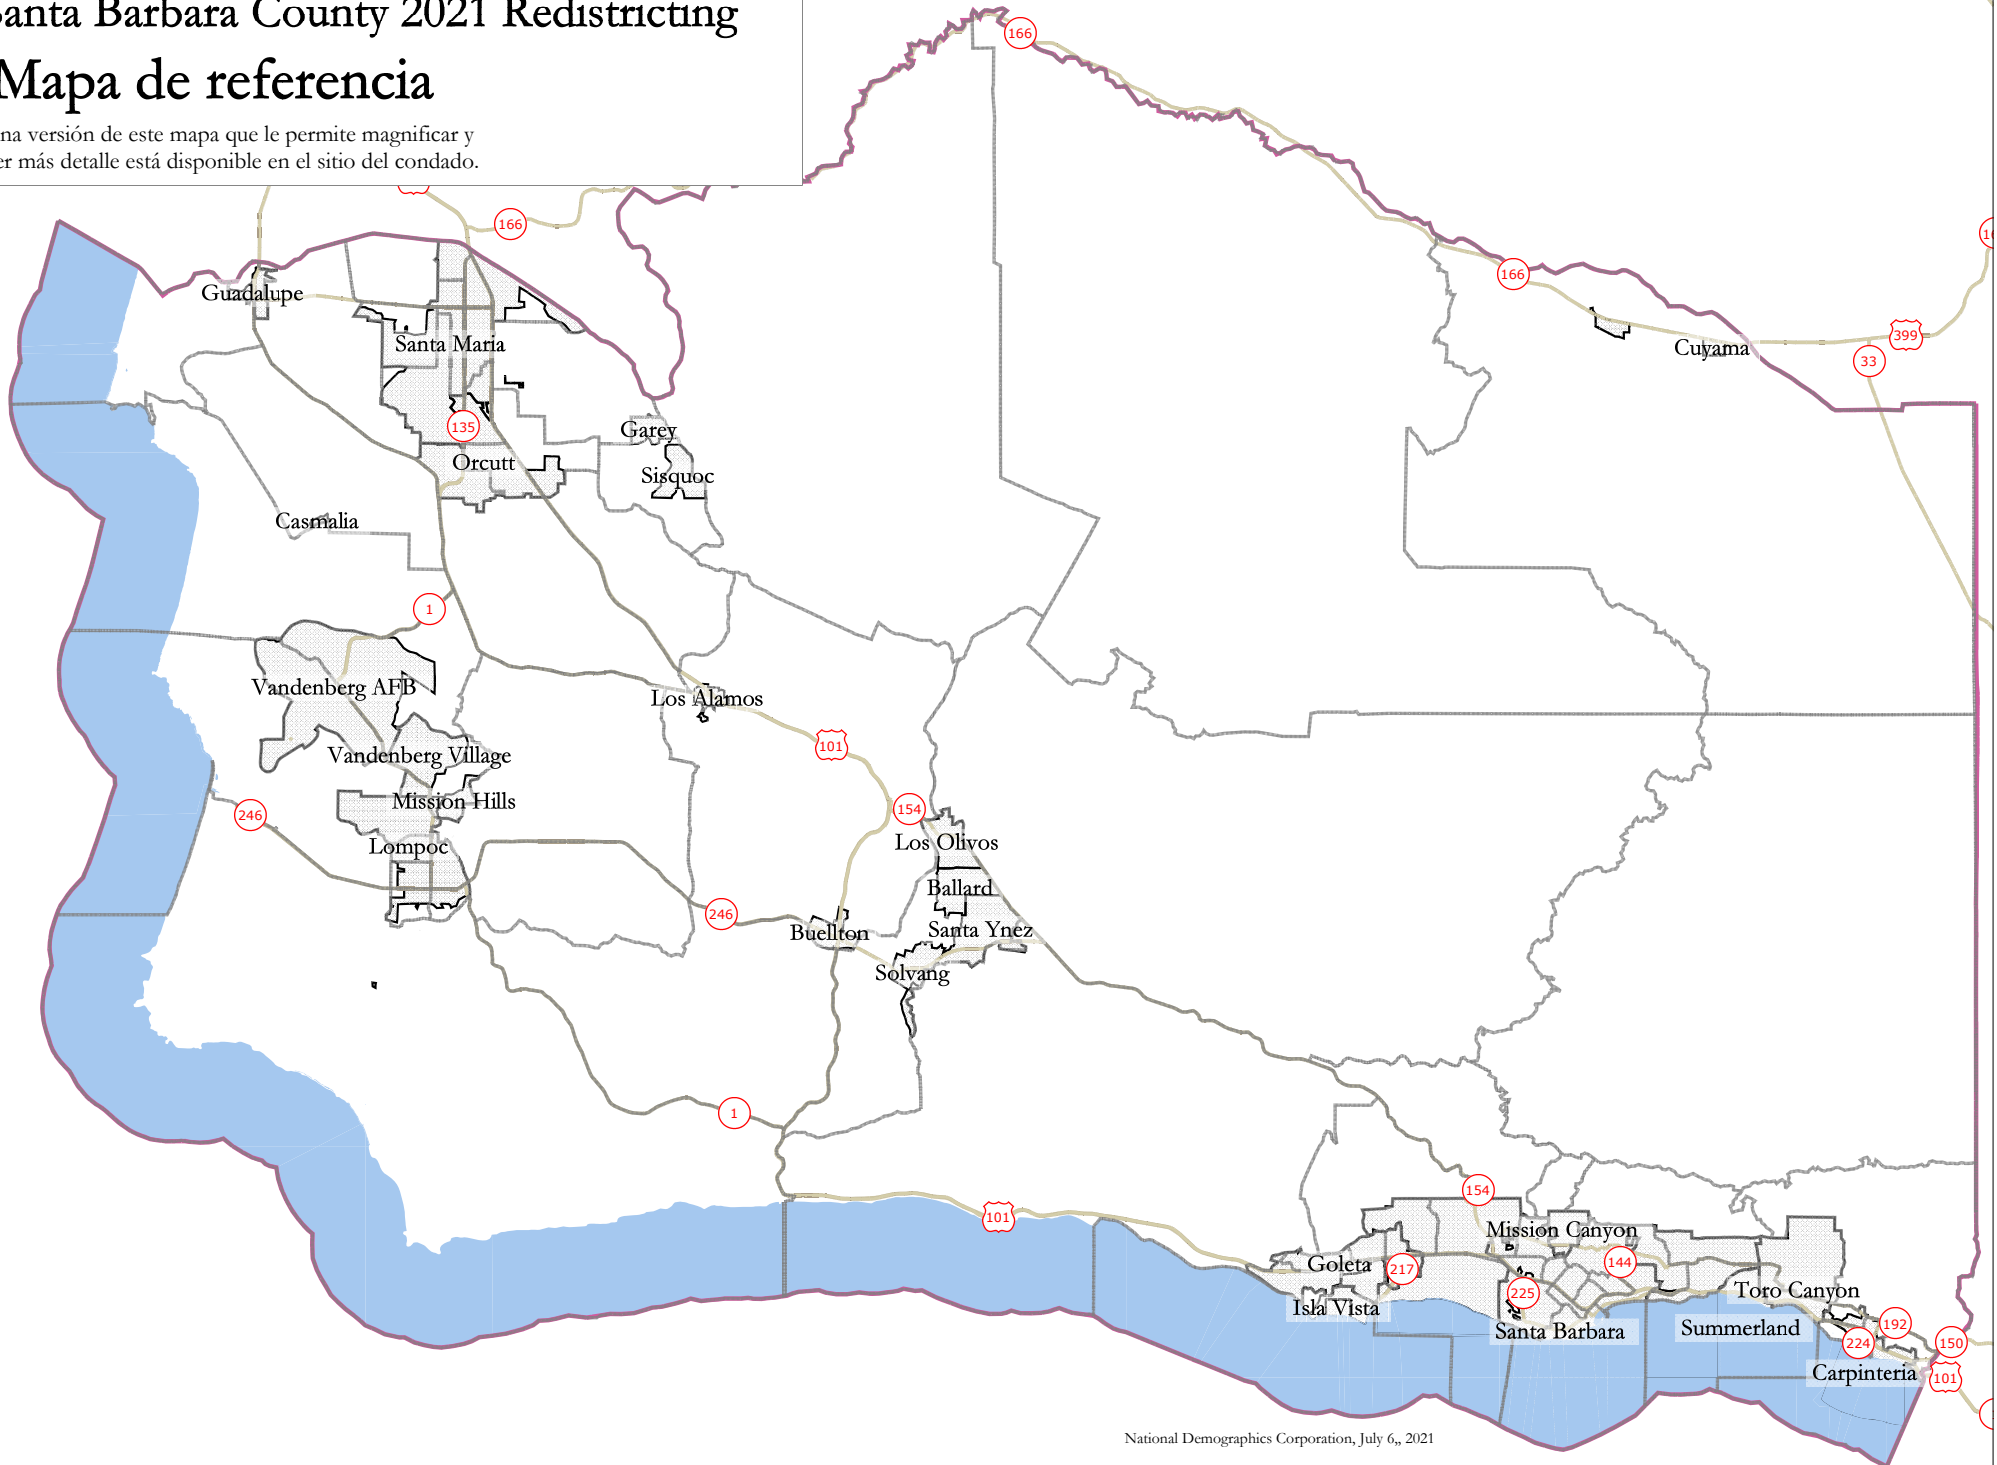 Santa Barbara County 2021 Redistricting
Mapa de referencia
na versión de este mapa que le permite magnificar y
er más detalle está disponible en el sitio del condado.
166
166
166
Guadalupe
Santa Maria
399
Cuyama
33
135
Garey
Orcutt
Sisquoc
Casmalia
1
Vandenberg AFB
Los Alamos
101
Vandenberg Village
Mission Hills
246
154
Los Olivos
Lompoc
Ballard
246
Buellton
Santa Ynez
Solvang
1
154
101
Mission Canyon
Goleta
217
144
225
Toro Canyon
Isla Vista
Santa Barbara
Summerland
192
224
150
Carpinteria
101
National Demographics Corporation, July 6,, 2021